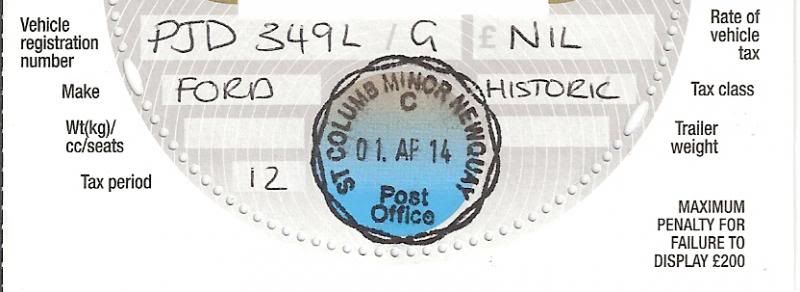 Vehicle
registration
number
PJD 349L / G
£ NIL
Rate of
vehicle
tax
Make
FORD
HISTORIC
Tax class
Wt(kg)/
cc/seats
Trailer
weight
Tax period
12
ST COLUMB MINOR NEWQUAY
C
01. AP 14
Post
Office
MAXIMUM
PENALTY FOR
FAILURE TO
DISPLAY £200